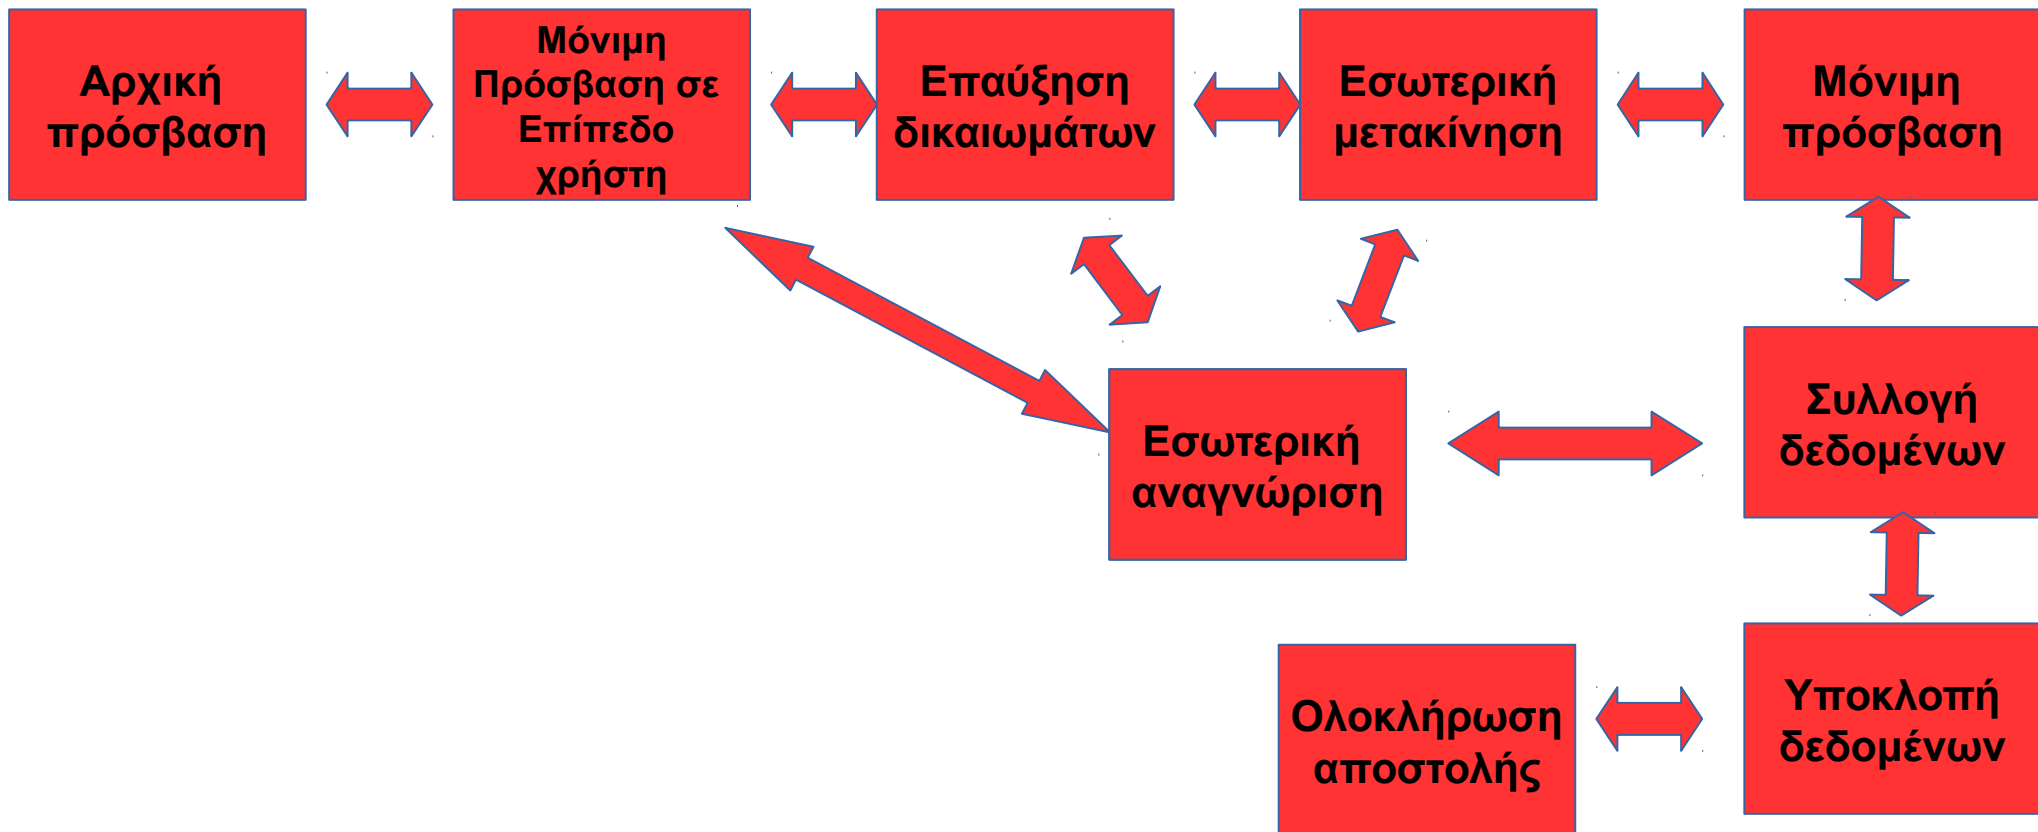 Αρχική
πρόσβαση
Μόνιμη
Πρόσβαση σε
Επίπεδο
χρήστη
Επαύξηση
δικαιωμάτων
Εσωτερική
μετακίνηση
Μόνιμη
πρόσβαση
Εσωτερική
αναγνώριση
Συλλογή
δεδομένων
Ολοκλήρωση
αποστολής
Υποκλοπή
δεδομένων